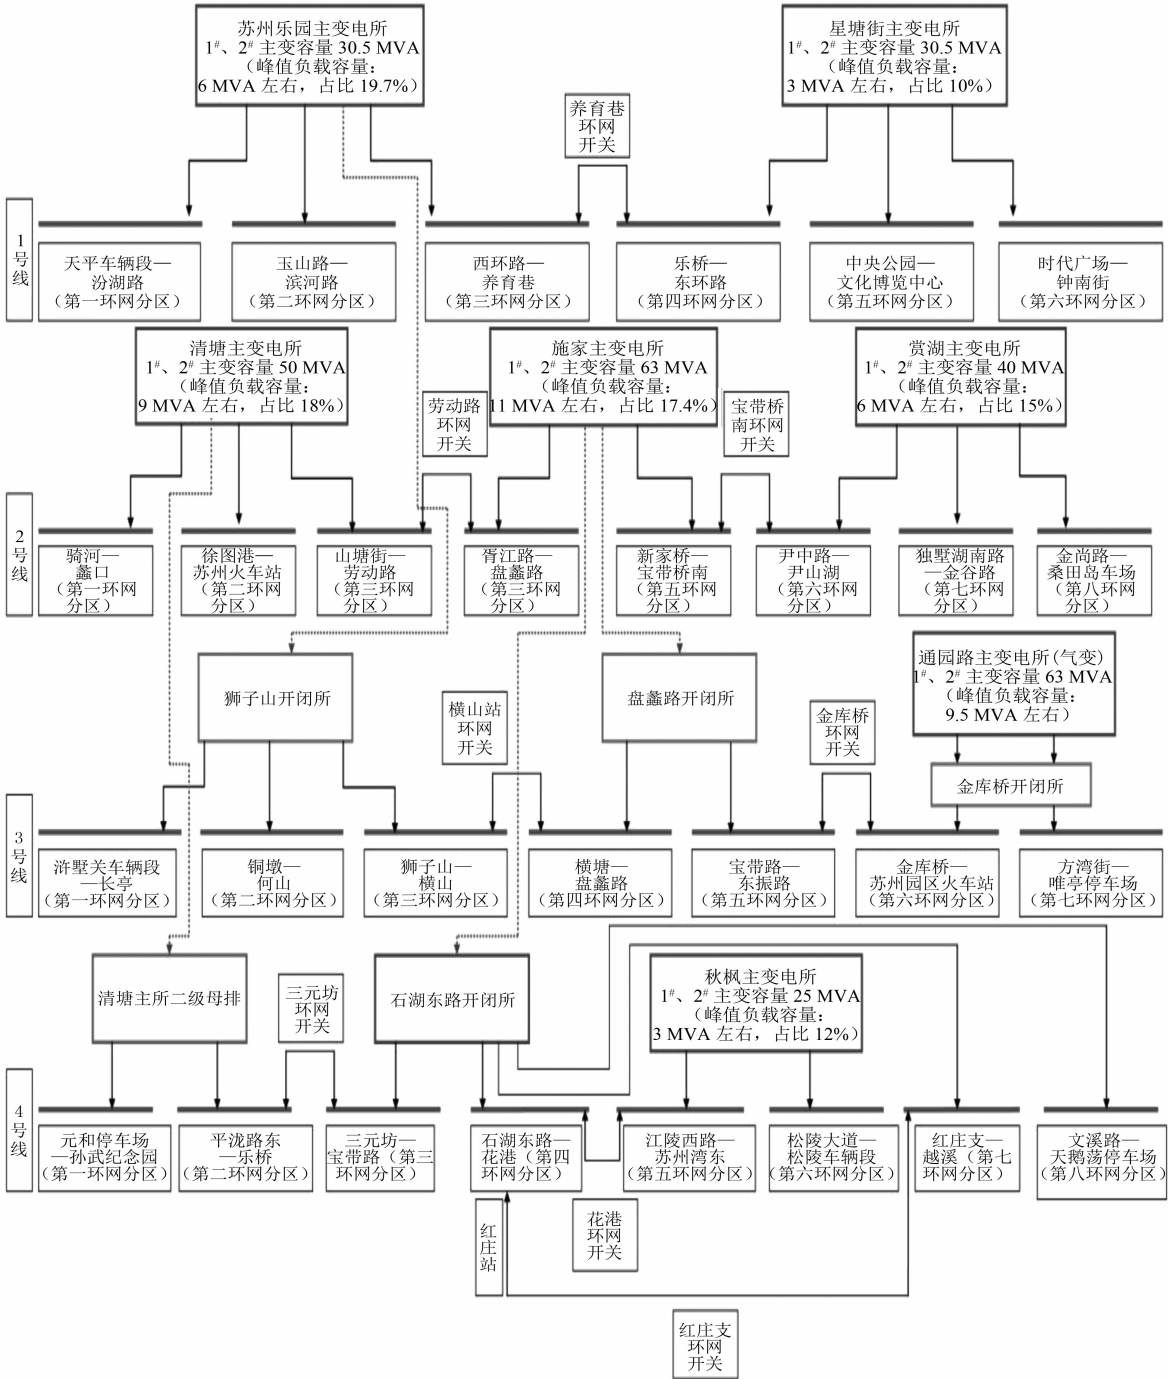 苏州乐园主变电所
1#、2# 主变容量 30.5 MVA
（峰值负载容量：
6 MVA 左右，占比 19.7%）
星塘街主变电所
1#、2# 主变容量 30.5 MVA
（峰值负载容量：
3 MVA 左右，占比 10%）
养育巷
环网
开关
1
号
线
天平车辆段—
汾湖路
（第一环网分区）
玉山路—
滨河路
（第二环网分区）
西环路—
养育巷
（第三环网分区）
乐桥—
东环路
（第四环网分区）
中央公园—
文化博览中心
（第五环网分区）
时代广场—
钟南街
（第六环网分区）
清塘主变电所
1#、2# 主变容量 50 MVA
（峰值负载容量：
9 MVA 左右，占比 18%）
劳动路
环网
开关
施家主变电所
1#、2# 主变容量 63 MVA
（峰值负载容量：
11 MVA 左右，占比 17.4%）
宝带桥
南环网
开关
赏湖主变电所
1#、2# 主变容量 40 MVA
（峰值负载容量：
6 MVA 左右，占比 15%）
2
号
线
骑河—
蠡口
（第一环网
分区）
徐图港—
苏州火车站
（第二环网
分区）
山塘街—
劳动路
（第三环网
分区）
胥江路—
盘蠡路
（第三环网
分区）
新家桥—
宝带桥南
（第五环网
分区）
尹中路—
尹山湖
（第六环网
分区）
独墅湖南路
—金谷路
（第七环网
分区）
金尚路—
桑田岛车场
（第八环网
分区）
狮子山开闭所
横山站
环网
开关
盘蠡路开闭所
金库桥
环网
开关
通园路主变电所(气变)
1#、2# 主变容量 63 MVA
（峰值负载容量：
9.5 MVA 左右）
金库桥开闭所
3
号
线
浒墅关车辆段
—长亭
（第一环网分区）
铜墩—
何山
（第二环网分区）
狮子山—
横山
（第三环网分区）
横塘—
盘蠡路
（第四环网分区）
宝带路—
东振路
（第五环网分区）
金库桥—
苏州园区火车站
（第六环网分区）
方湾街—
唯亭停车场
（第七环网分区）
清塘主所二级母排
三元坊
环网
开关
石湖东路开闭所
秋枫主变电所
1#、2# 主变容量 25 MVA
（峰值负载容量：
3 MVA 左右，占比 12%）
4
号
线
元和停车场
—孙武纪念园
（第一环网分区）
平泷路东
—乐桥
（第二环网分区）
三元坊—
宝带路（第三
环网分区）
石湖东路—
花港（第四
环网分区）
江陵西路—
苏州湾东
（第五环网分区）
松陵大道—
松陵车辆段
（第六环网分区）
红庄支—
越溪（第七
环网分区）
文溪路—
天鹅荡停车场
（第八环网分区）
红
庄
站
花港
环网
开关
红庄支
环网
开关